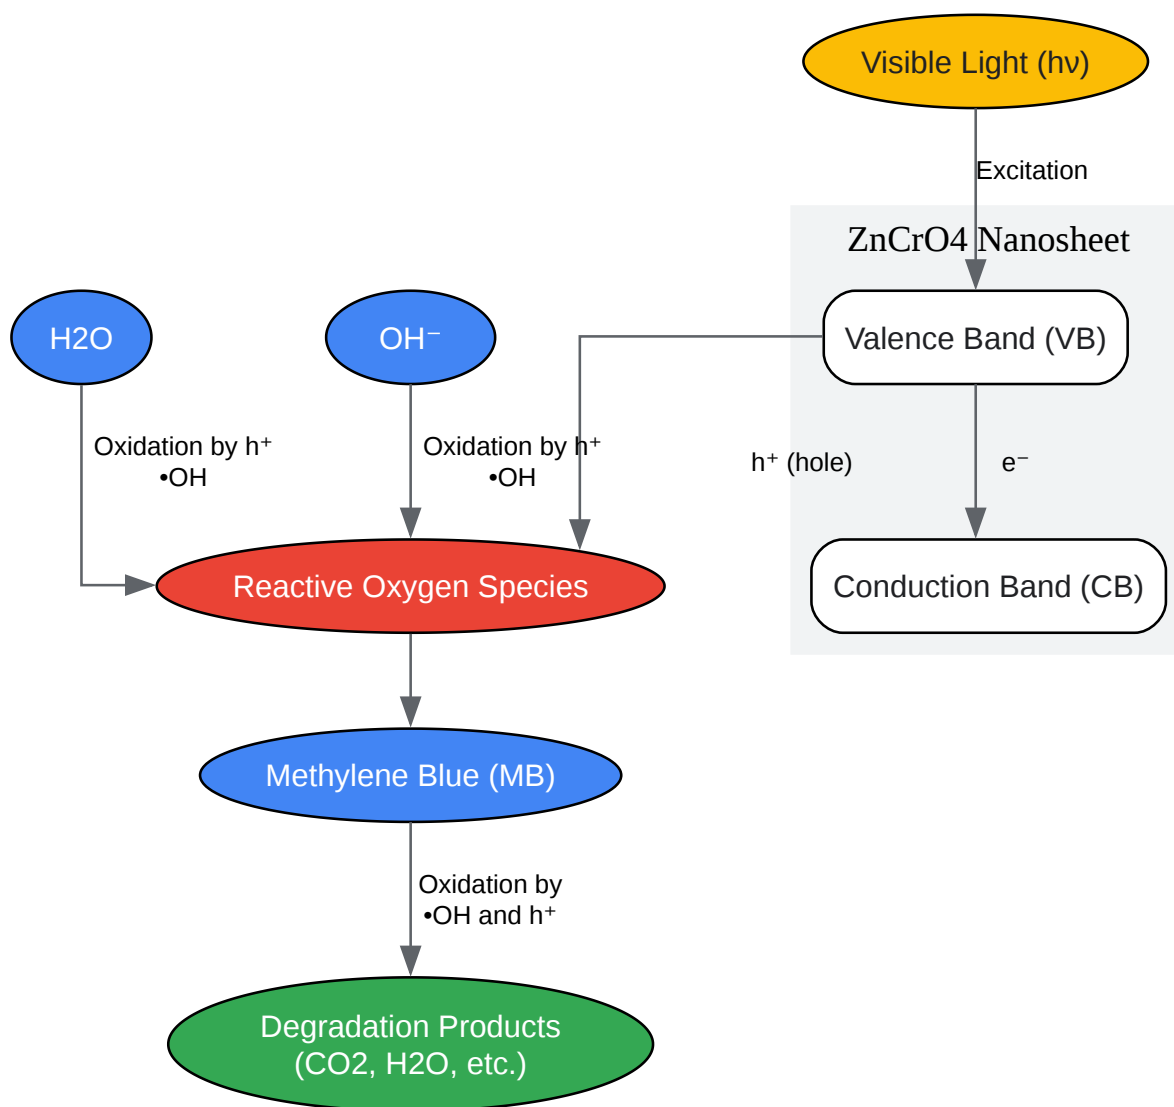 Visible Light (hν)
Excitation
ZnCrO4 Nanosheet
H2O
OH⁻
Valence Band (VB)
Oxidation by h⁺
•OH
Oxidation by h⁺
•OH
h⁺ (hole)
e⁻
Reactive Oxygen Species
Conduction Band (CB)
Methylene Blue (MB)
Oxidation by
•OH and h⁺
Degradation Products
(CO2, H2O, etc.)